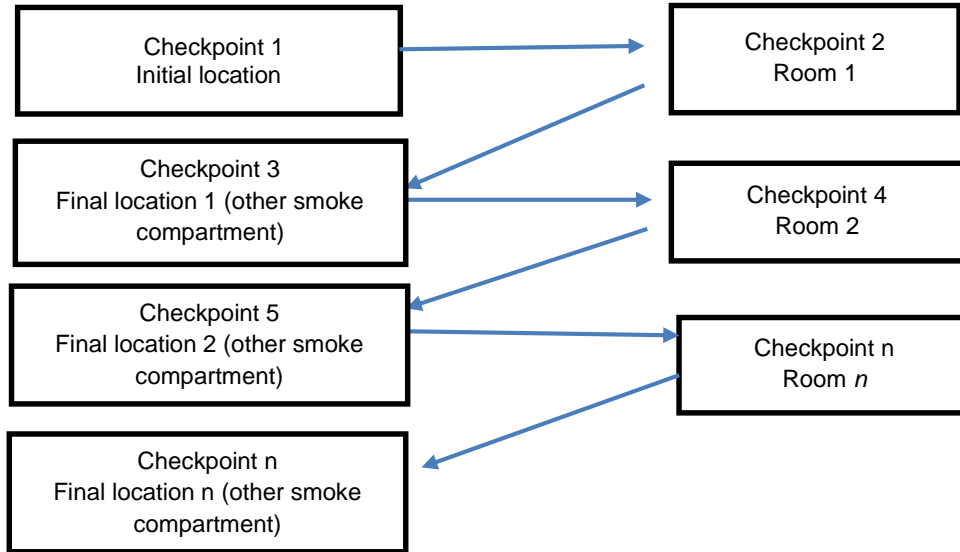 Checkpoint 1
Initial location
Checkpoint 2
Room 1
Checkpoint 3
Final location 1 (other smoke
compartment)
Checkpoint 4
Room 2
Checkpoint 5
Final location 2 (other smoke
compartment)
Checkpoint n
Room n
Checkpoint n
Final location n (other smoke
compartment)